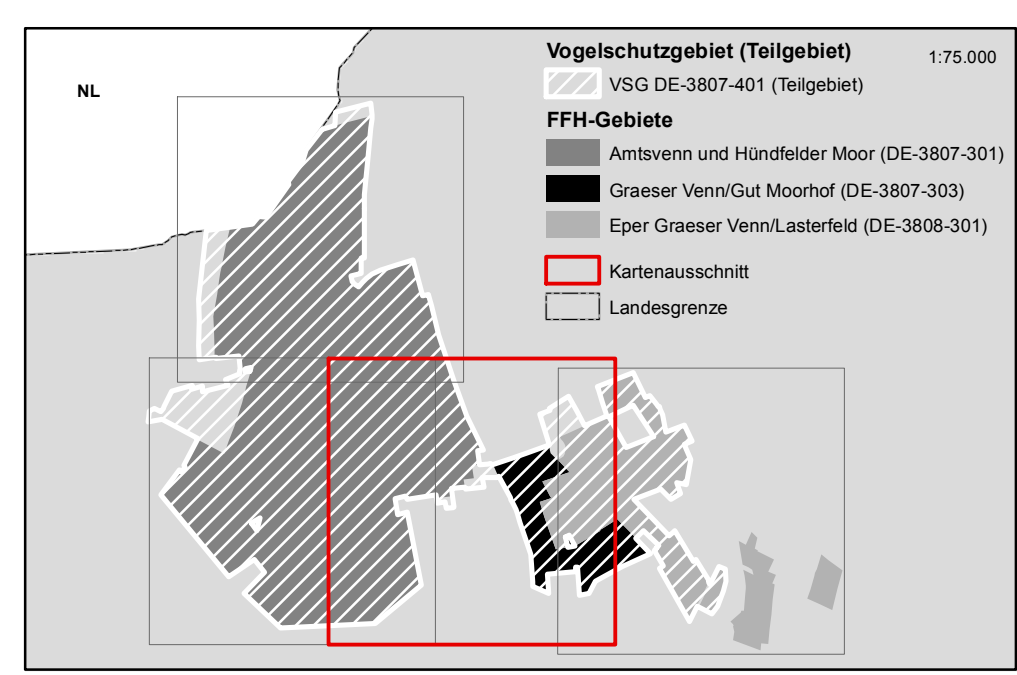 NL
Vogelschutzgebiet (Teilgebiet)
1:75.000
VSG DE-3807-401 (Teilgebiet)
FFH-Gebiete
Amtsvenn und Hündfelder Moor (DE-3807-301)
Graeser Venn/Gut Moorhof (DE-3807-303)
Eper Graeser Venn/Lasterfeld (DE-3808-301)
Kartenausschnitt
Landesgrenze